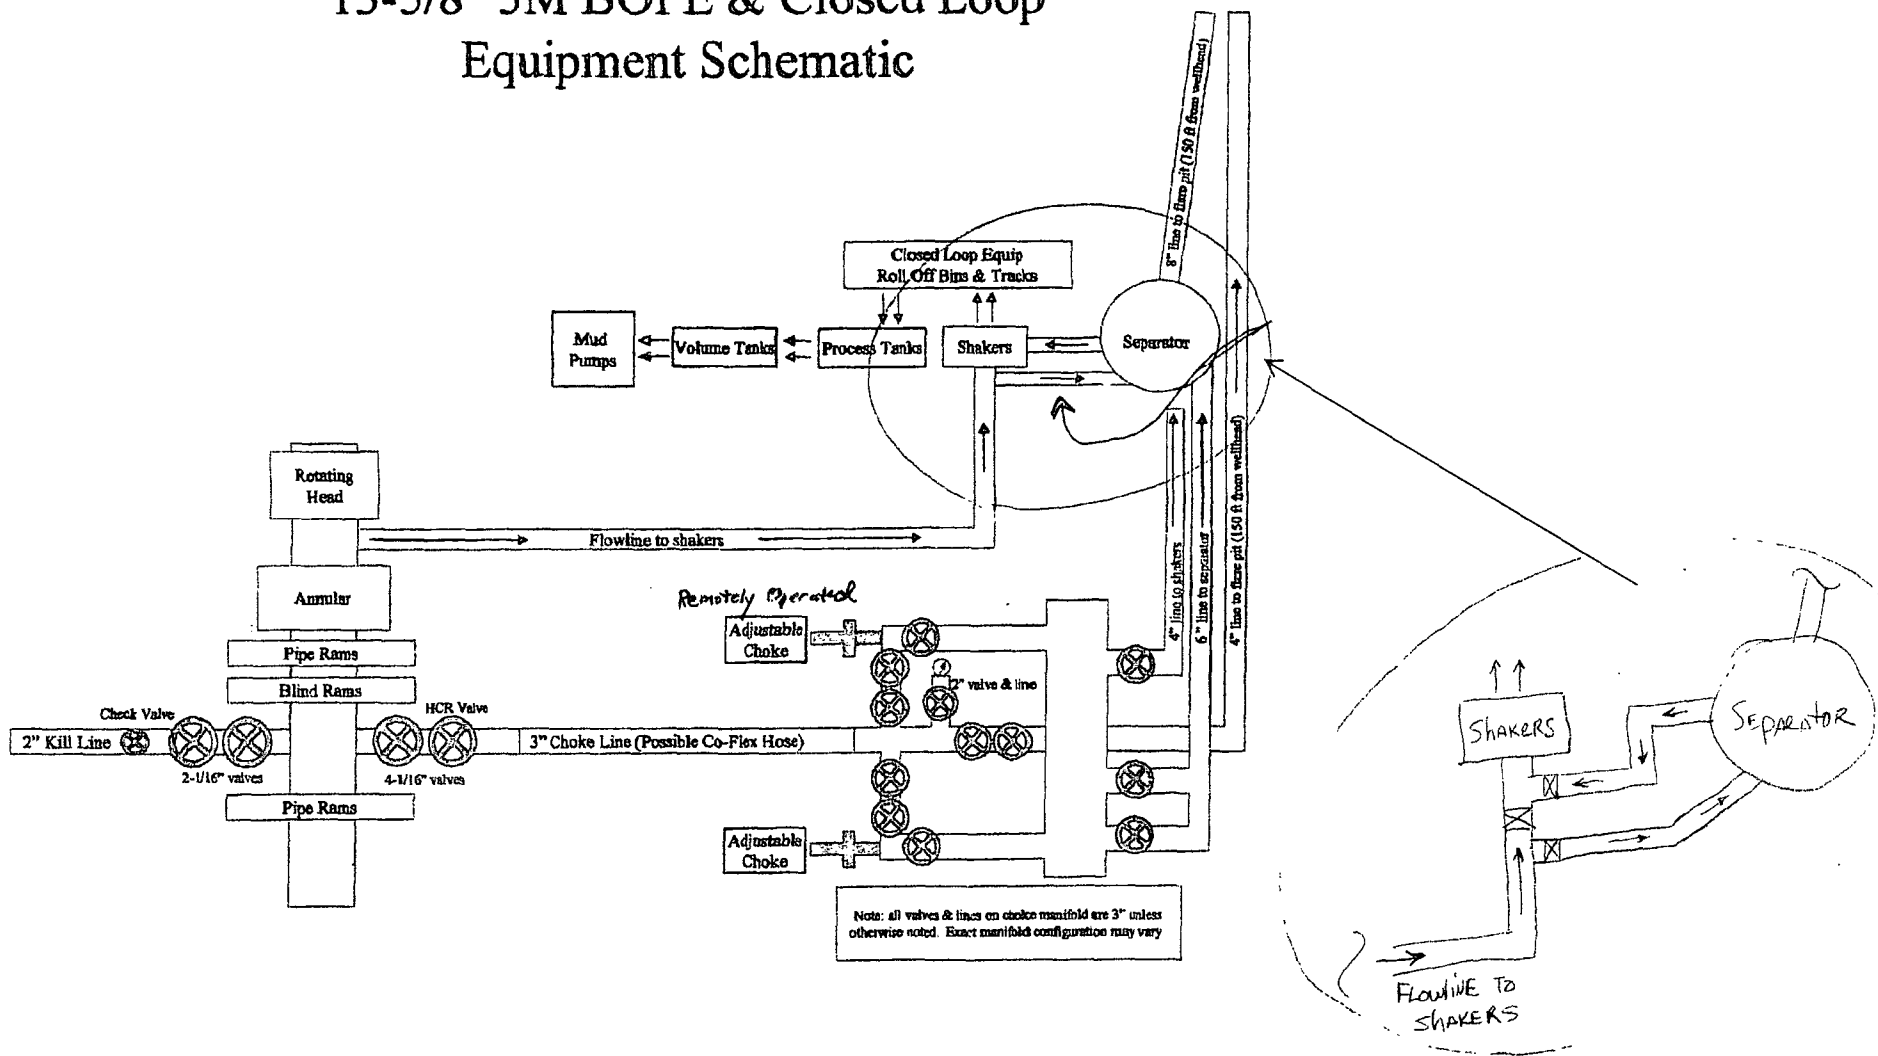 13-5/8" 5M BOPE & Closed Loop
Equipment Schematic
8" line to flare pit (150 ft from wellhead)
Closed Loop Equip
Roll Off Bins & Tracks
Mud
Pumps
Volume Tanks
Process Tanks
Shakers
Separator
Rotating
Head
Flowline to shakers
Annular
Remotely Operated
Adjustable
Choke
4" line to shakers
6" line to separator
4" line to flare pit (150 ft from wellhead)
Pipe Rams
Blind Rams
2" valve & line
Check Valve
HCR Valve
2" Kill Line
3" Choke Line (Possible Co-Flex Hose)
2-1/16" valves
4-1/16" valves
Pipe Rams
Adjustable
Choke
Note: all valves & lines on choke manifold are 3" unless
otherwise noted. Exact manifold configuration may vary
SHAKERS
SEPARATOR
FLOWLINE TO
SHAKERS